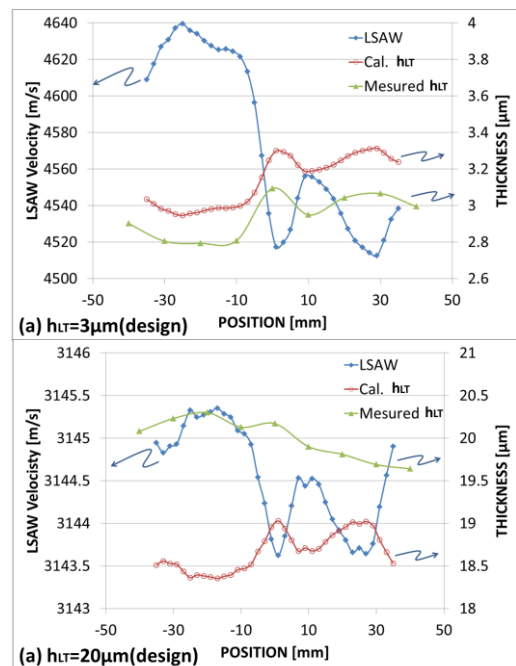 4640
4620
4600
4580
4560
4540
4520
4500
LSAW Velocity [m/s]
LSAW
Cal. hLT
Mesured hLT
4
3.8
3.6
3.4
3.2
3
2.8
2.6
THICKNESS [µm]
-50 -30 -10 10 30 50
(a) hLT=3µm(design) POSITION [mm]
3146
3145.5
3145
3144.5
3144
3143.5
3143
LSAW Velocisty [m/s]
LSAW
Cal. hLT
Mesured hLT
21
20.5
20
19.5
19
18.5
18
THICKNESS [µm]
-50 -30 -10 10 30 50
(a) hLT=20µm(design) POSITION [mm]